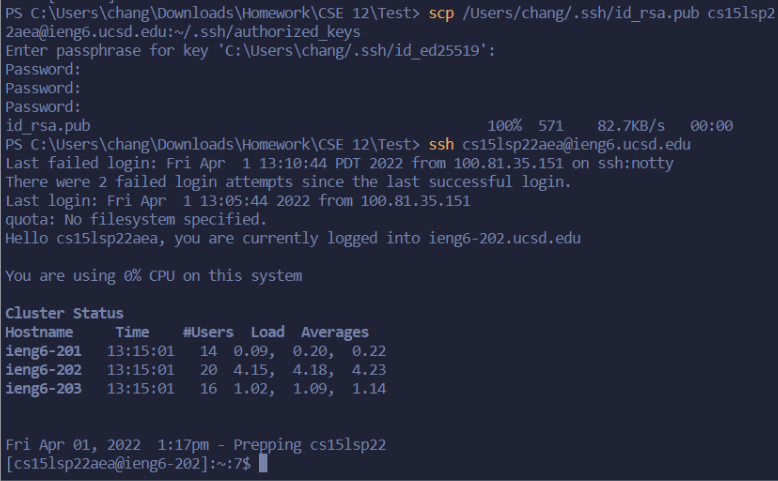 PS C:\Users\chang\Downloads\Homework\CSE 12\Test> scp /Users/chang/.ssh/id_rsa.pub cs15lsp2
2aea@ieng6.ucsd.edu:~/.ssh/authorized_keys
Enter passphrase for key 'C:\Users\chang/.ssh/id_ed25519':
Password:
Password:
Password:
id_rsa.pub 100% 571 82.7KB/s 00:00
PS C:\Users\chang\Downloads\Homework\CSE 12\Test> ssh cs15lsp22aea@ieng6.ucsd.edu
Last failed login: Fri Apr  1 13:10:44 PDT 2022 from 100.81.35.151 on ssh:notty
There were 2 failed login attempts since the last successful login.
Last login: Fri Apr  1 13:05:44 2022 from 100.81.35.151
quota: No filesystem specified.
Hello cs15lsp22aea, you are currently logged into ieng6-202.ucsd.edu
You are using 0% CPU on this system
Cluster Status
Hostname Time #Users Load Averages
ieng6-201 13:15:01 14 0.09, 0.20, 0.22
ieng6-202 13:15:01 20 4.15, 4.18, 4.23
ieng6-203 13:15:01 16 1.02, 1.09, 1.14
Fri Apr 01, 2022  1:17pm - Prepping cs15lsp22
[cs15lsp22aea@ieng6-202]:~:7$